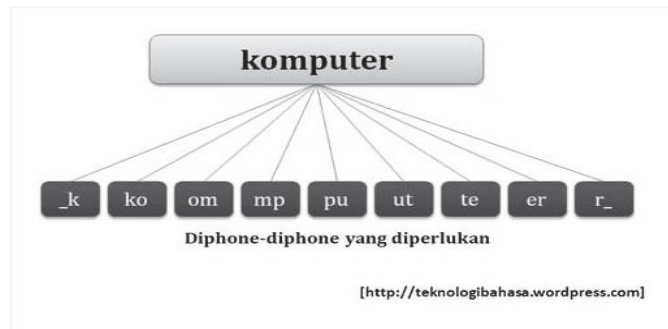 komputer
_k ko om mp pu ut te er r_
Diphone-diphone yang diperlukan
[http://teknologibahasa.wordpress.com]